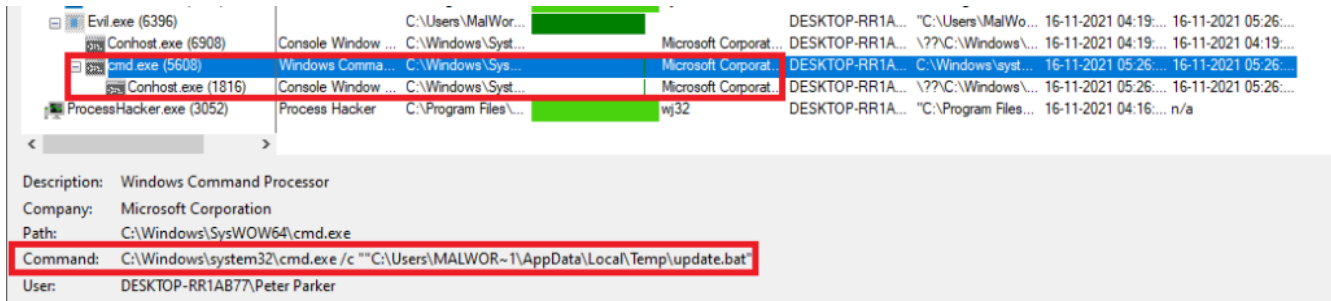 Evil.exe (6396) C:\Users\MalWor... DESKTOP-RR1A... "C:\Users\MalWo... 16-11-2021 04:19:... 16-11-2021 05:26:...
Conhost.exe (6908) Console Window ... C:\Windows\Syst... Microsoft Corporat... DESKTOP-RR1A... \??\C:\Windows\... 16-11-2021 04:19:... 16-11-2021 04:19:...
cmd.exe (5608) Windows Comma... C:\Windows\Sys... Microsoft Corporat... DESKTOP-RR1A... C:\Windows\syst... 16-11-2021 05:26:... 16-11-2021 05:26:...
Conhost.exe (1816) Console Window ... C:\Windows\Syst... Microsoft Corporat... DESKTOP-RR1A... \??\C:\Windows\... 16-11-2021 05:26:... 16-11-2021 05:26:...
ProcessHacker.exe (3052) Process Hacker C:\Program Files\... wj32 DESKTOP-RR1A... "C:\Program Files... 16-11-2021 04:16:... n/a
Description: Windows Command Processor
Company: Microsoft Corporation
Path: C:\Windows\SysWOW64\cmd.exe
Command: C:\Windows\system32\cmd.exe /c ""C:\Users\MALWOR~1\AppData\Local\Temp\update.bat"
User: DESKTOP-RR1AB77\Peter Parker